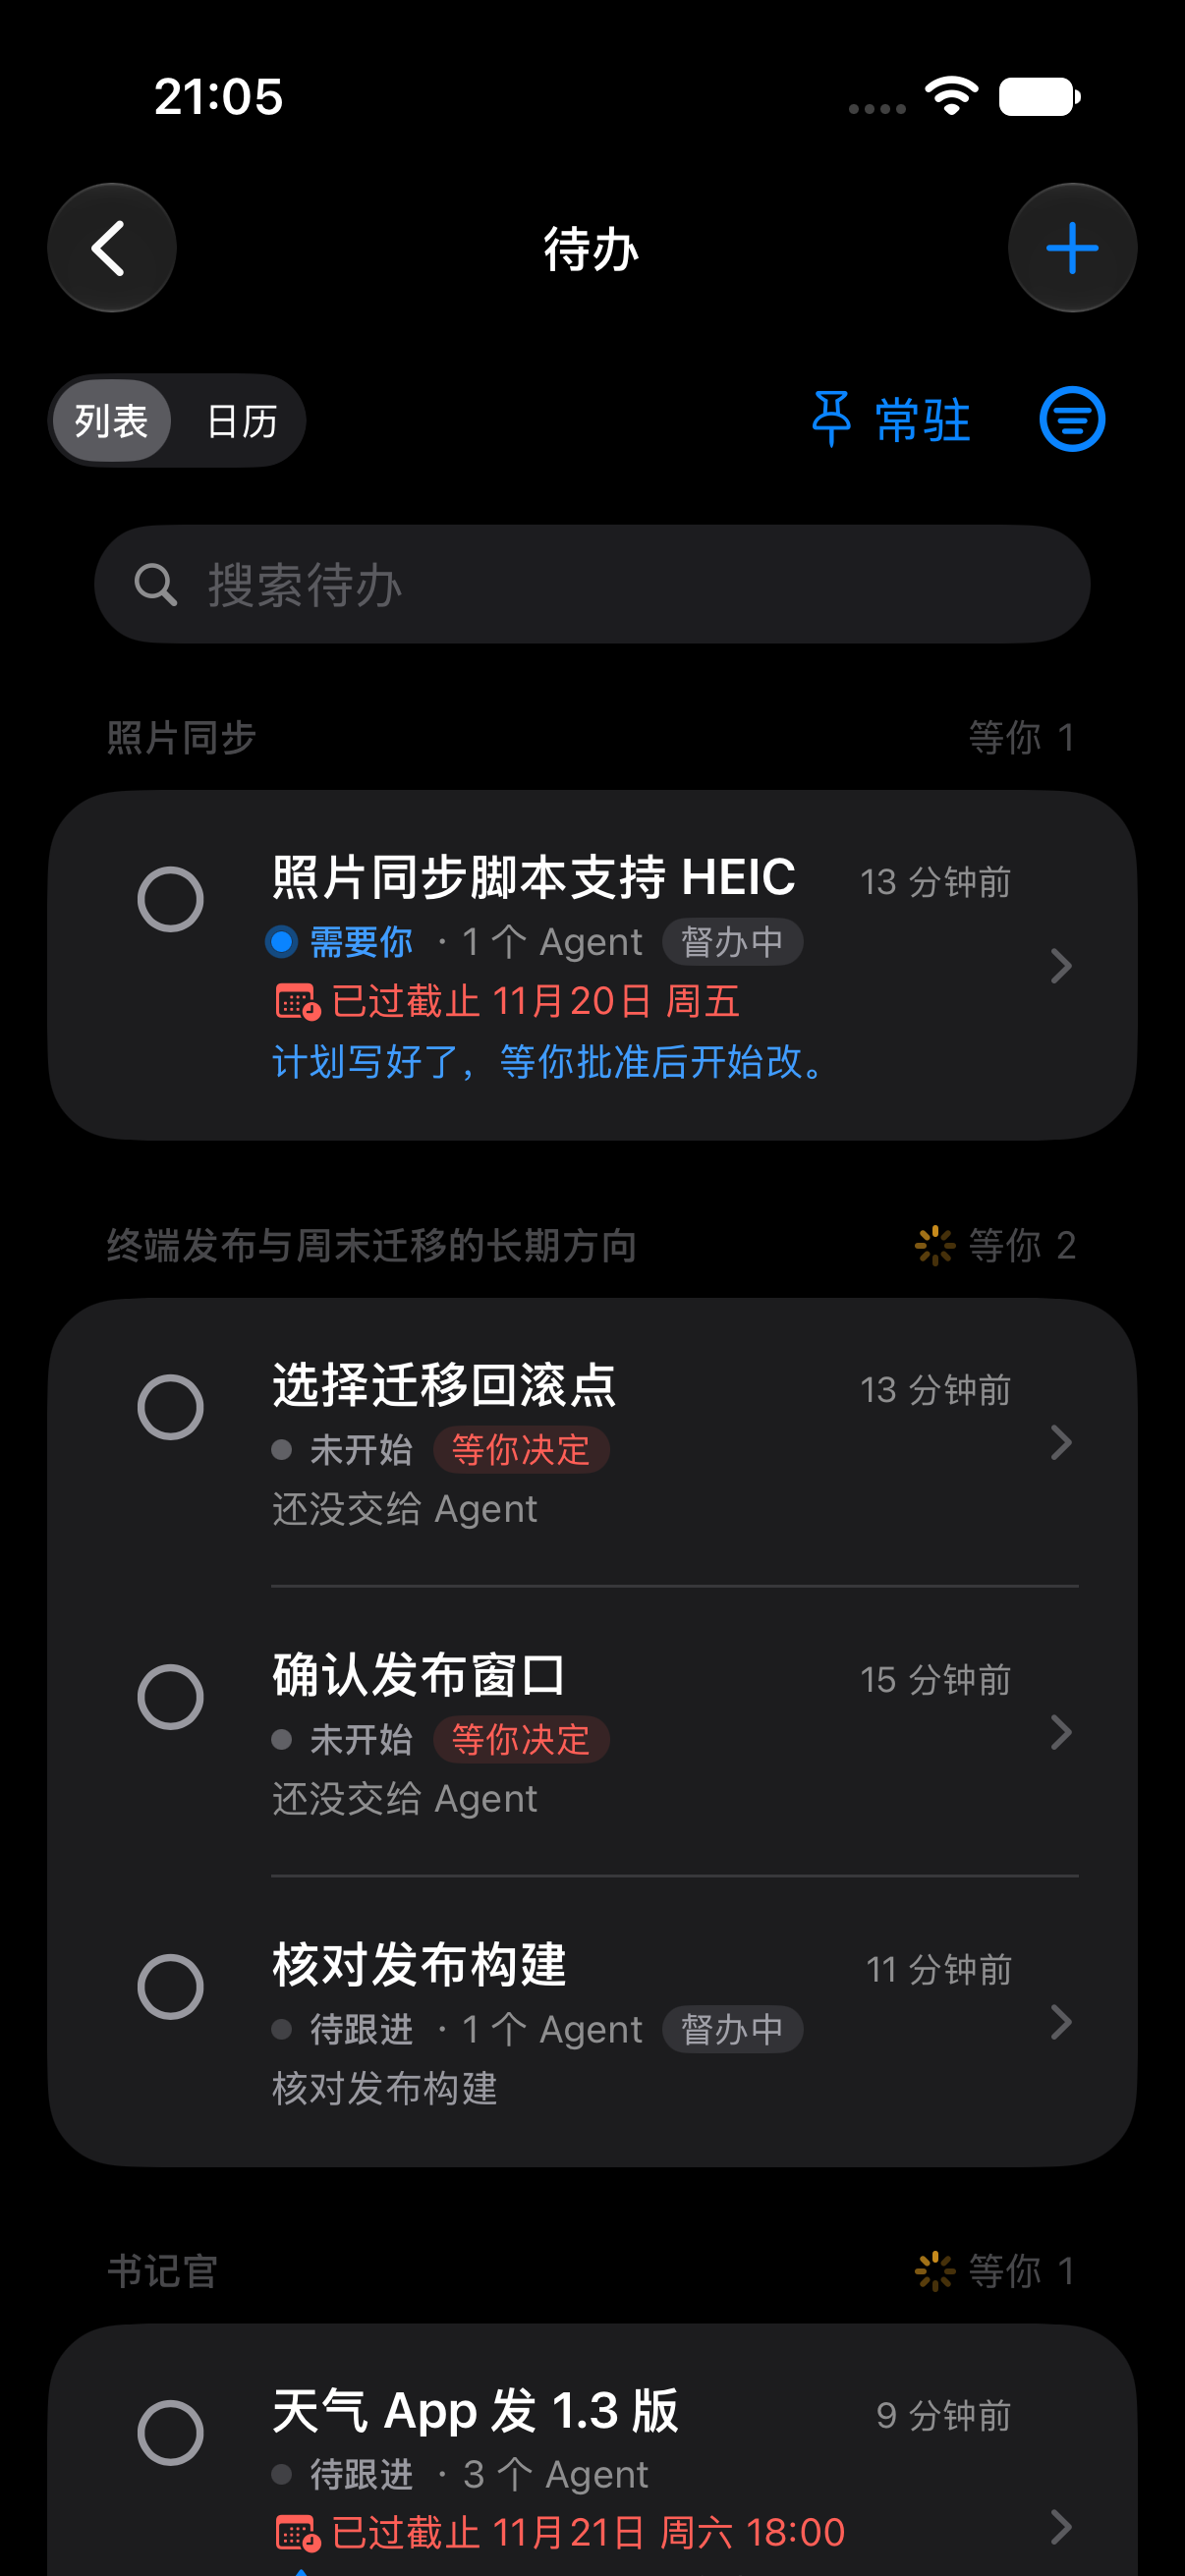 21:05
待办
列表 日历 常驻
搜索待办
照片同步 等你 1
照片同步脚本支持 HEIC 13 分钟前
需要你 · 1 个 Agent 督办中
已过截止 11月20日 周五
计划写好了，等你批准后开始改。
终端发布与周末迁移的长期方向 等你 2
选择迁移回滚点 13 分钟前
未开始 等你决定
还没交给 Agent
确认发布窗口 15 分钟前
未开始 等你决定
还没交给 Agent
核对发布构建 11 分钟前
待跟进 · 1 个 Agent 督办中
核对发布构建
书记官 等你 1
天气 App 发 1.3 版 9 分钟前
待跟进 · 3 个 Agent
已过截止 11月21日 周六 18:00